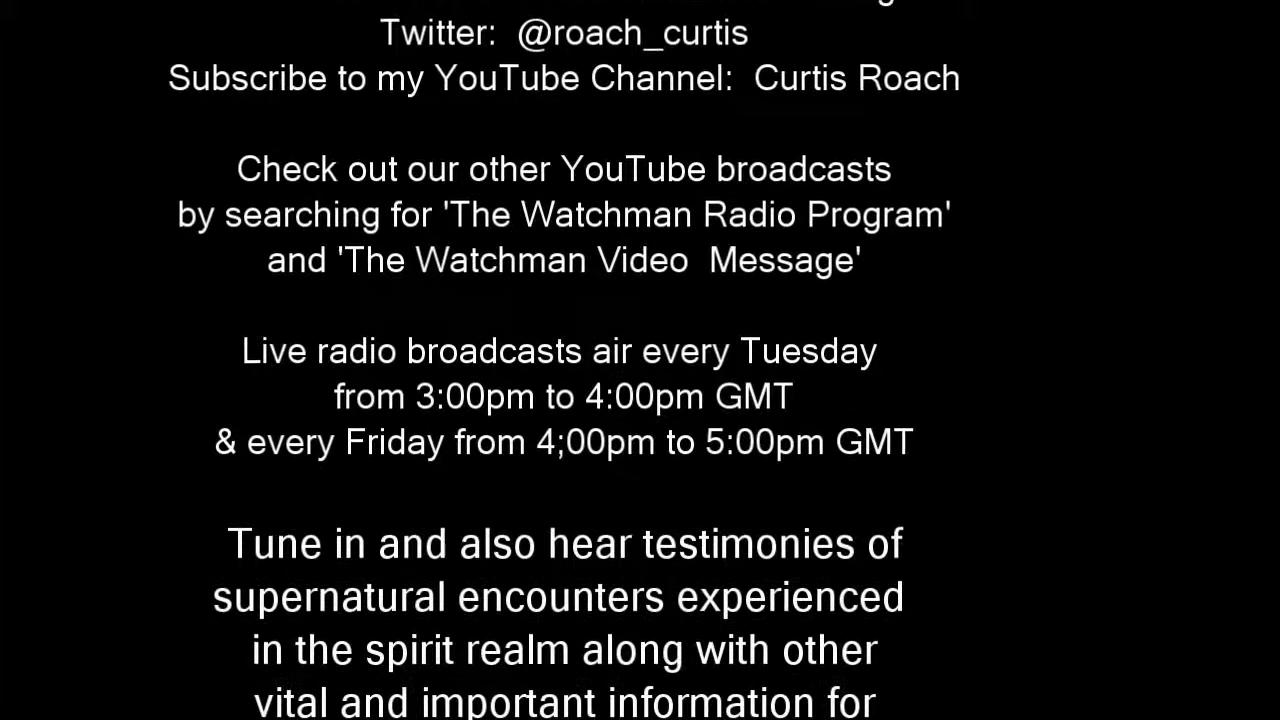 Twitter:  @roach_curtis
Subscribe to my YouTube Channel:  Curtis Roach
Check out our other YouTube broadcasts
by searching for 'The Watchman Radio Program'
and 'The Watchman Video  Message'
Live radio broadcasts air every Tuesday
from 3:00pm to 4:00pm GMT
& every Friday from 4;00pm to 5:00pm GMT
Tune in and also hear testimonies of
supernatural encounters experienced
in the spirit realm along with other
vital and important information for